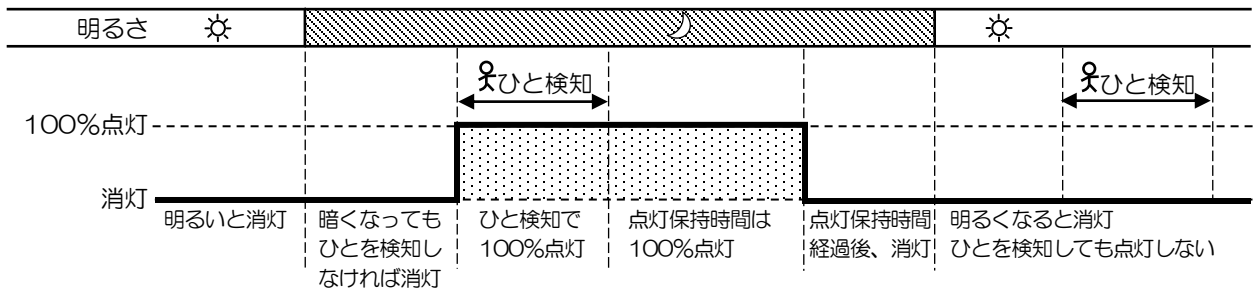 明るさ
ひと検知
ひと検知
100%点灯
消灯
明るいと消灯
暗くなっても
ひとを検知し
なければ消灯
ひと検知で
100%点灯
点灯保持時間は
100%点灯
点灯保持時間
経過後、消灯
明るくなると消灯
ひとを検知しても点灯しない